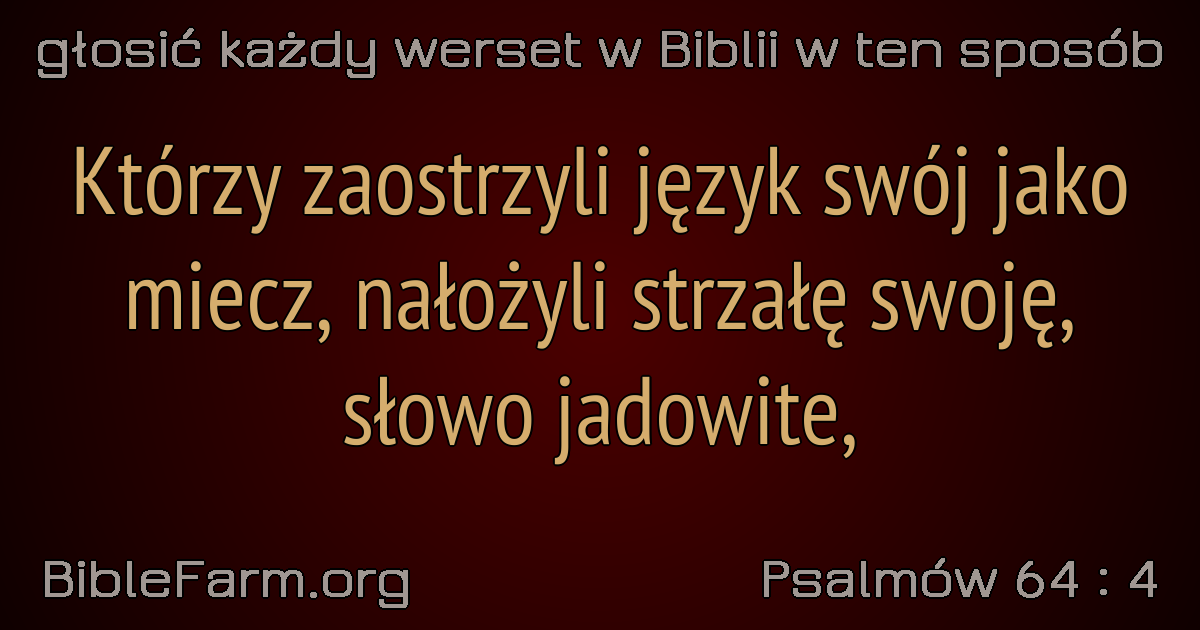 głosić każdy werset w Biblii w ten sposób
Którzy zaostrzyli język swój jako
miecz, nałożyli strzałę swoję,
słowo jadowite,
BibleFarm.org
Psalmów 64 : 4